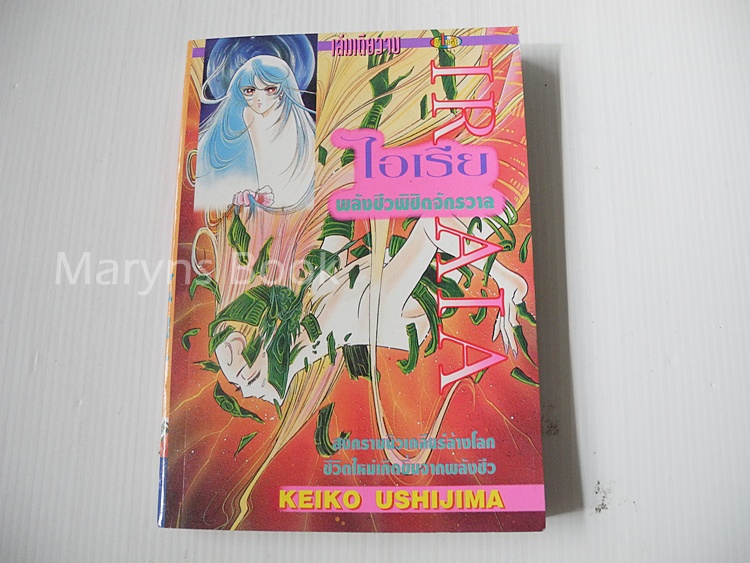 เล่มเดียวจบ
IRAIA
ไอเรีย
พลังชีวพิชิตจักรวาล
Maryns Book
สงครามนิวเคลียร์ล้างโลก
ชีวิตใหม่เกิดขึ้นจากพลังชีว
KEIKO USHIJIMA